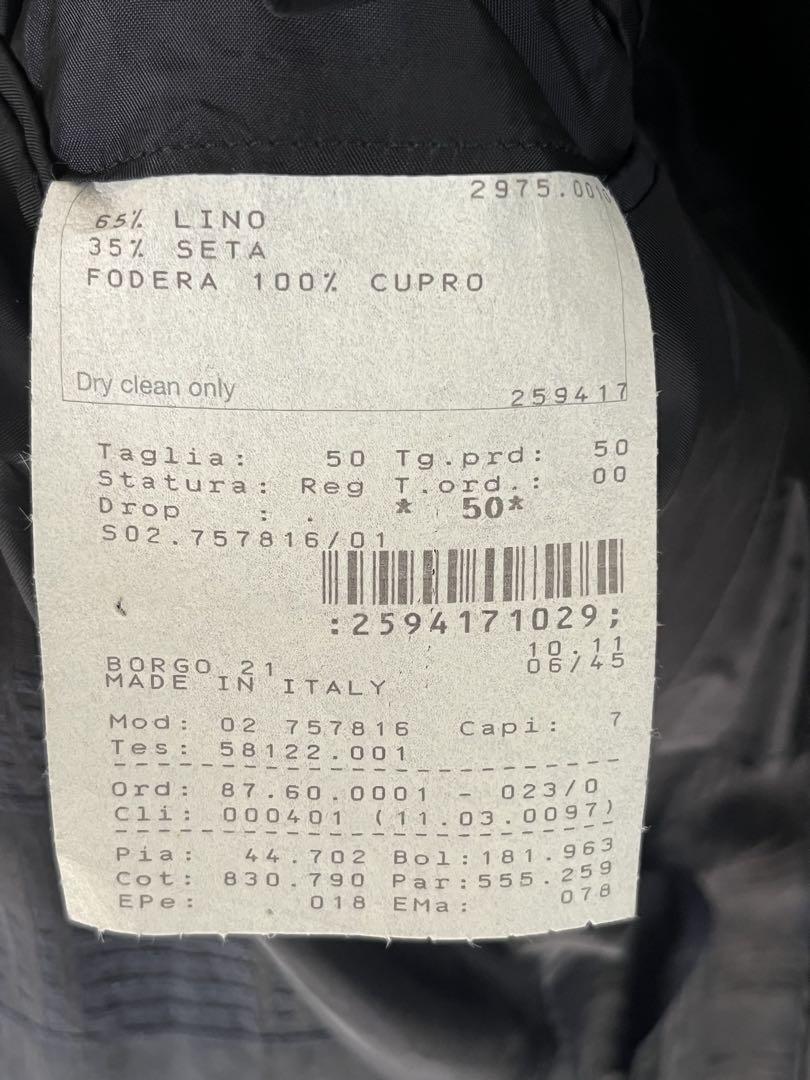 2975.00
65% LINO
35% SETA
FODERA 100% CUPRO
Dry clean only 259417
Taglia: 50 Tg.prd: 50
Statura: Reg T.ord.: 00
Drop : . * 50*
S02.757816/01
:2594171029;
10.11
BORGO 21 06/45
MADE IN ITALY
Mod: 02 757816 Capi: 7
Tes: 58122.001
Ord: 87.60.0001 - 023/0
Cli: 000401 (11.03.0097)
Pia: 44.702 Bol:181.963
Cot: 830.790 Par:555.259
EPe: 018 EMa: 078